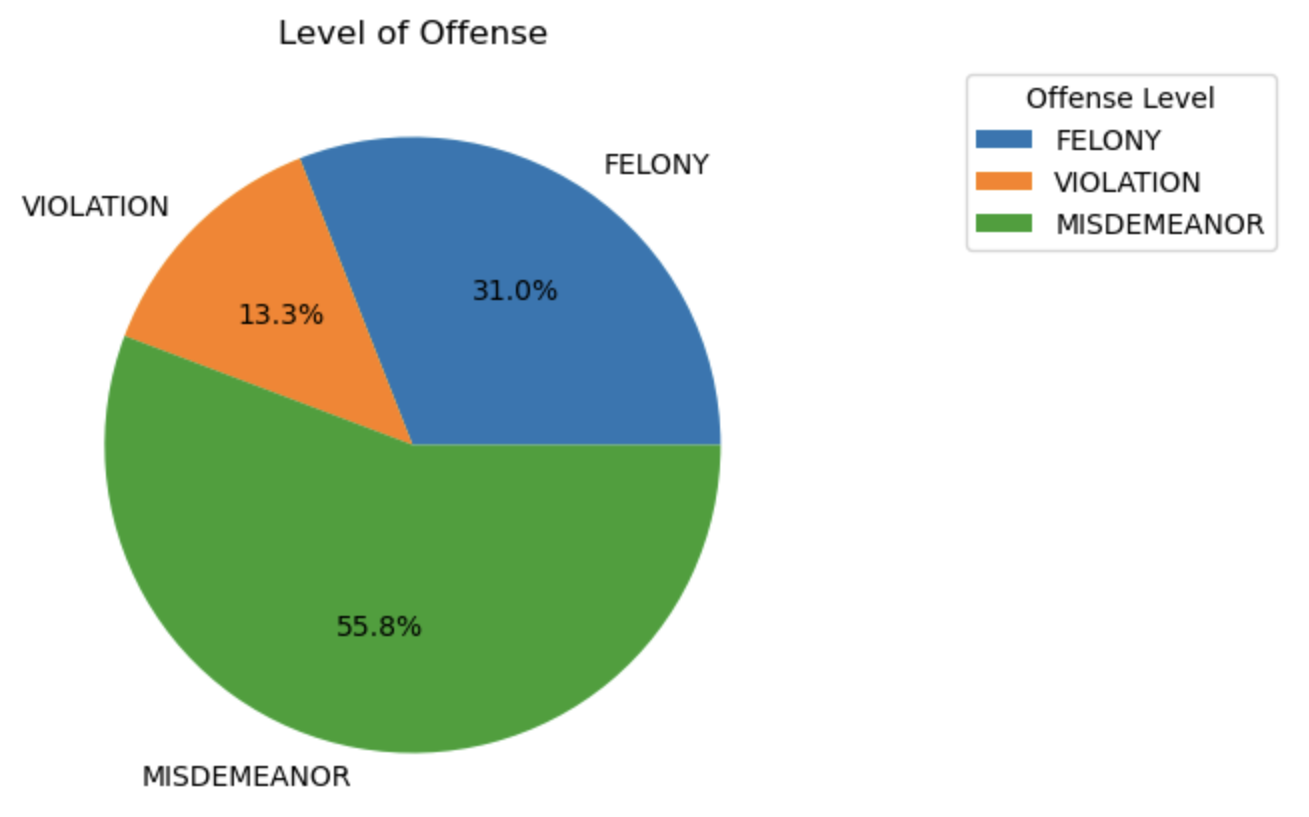 Level of Offense
FELONY
VIOLATION
MISDEMEANOR
31.0%
13.3%
55.8%
Offense Level
FELONY
VIOLATION
MISDEMEANOR